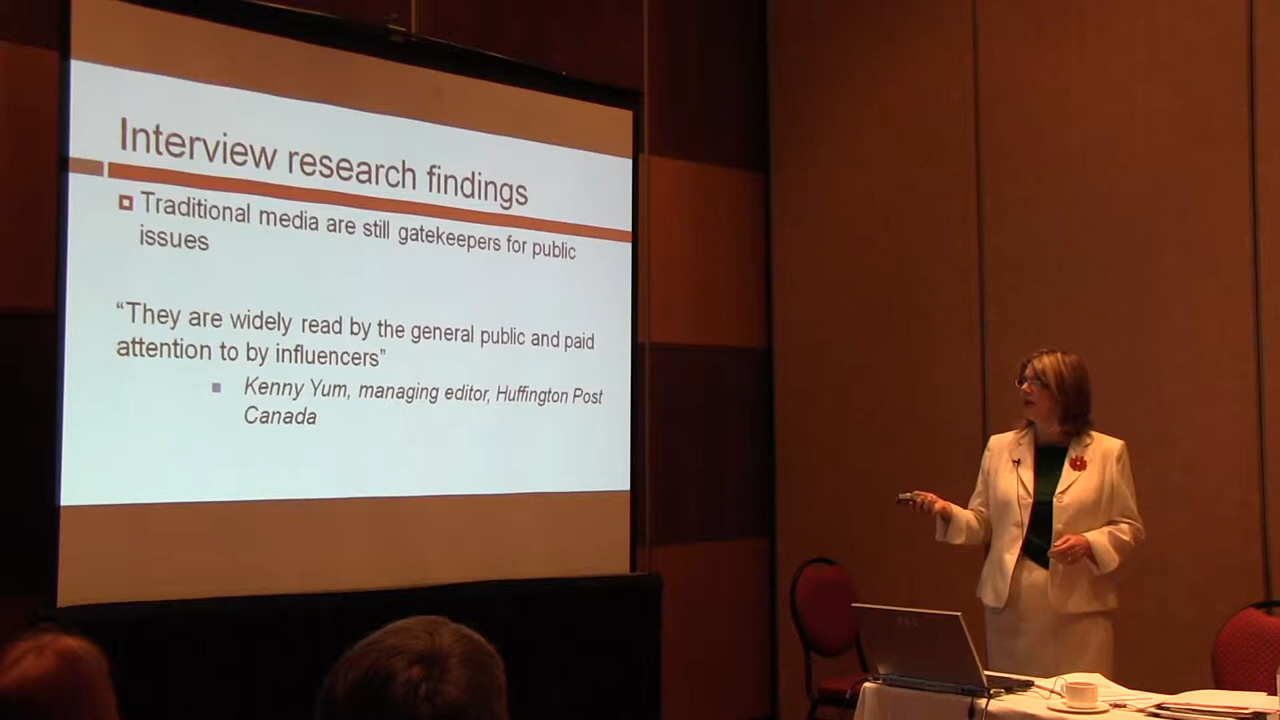 Interview research findings
Traditional media are still gatekeepers for public
issues
“They are widely read by the general public and paid
attention to by influencers”
Kenny Yum, managing editor, Huffington Post
Canada